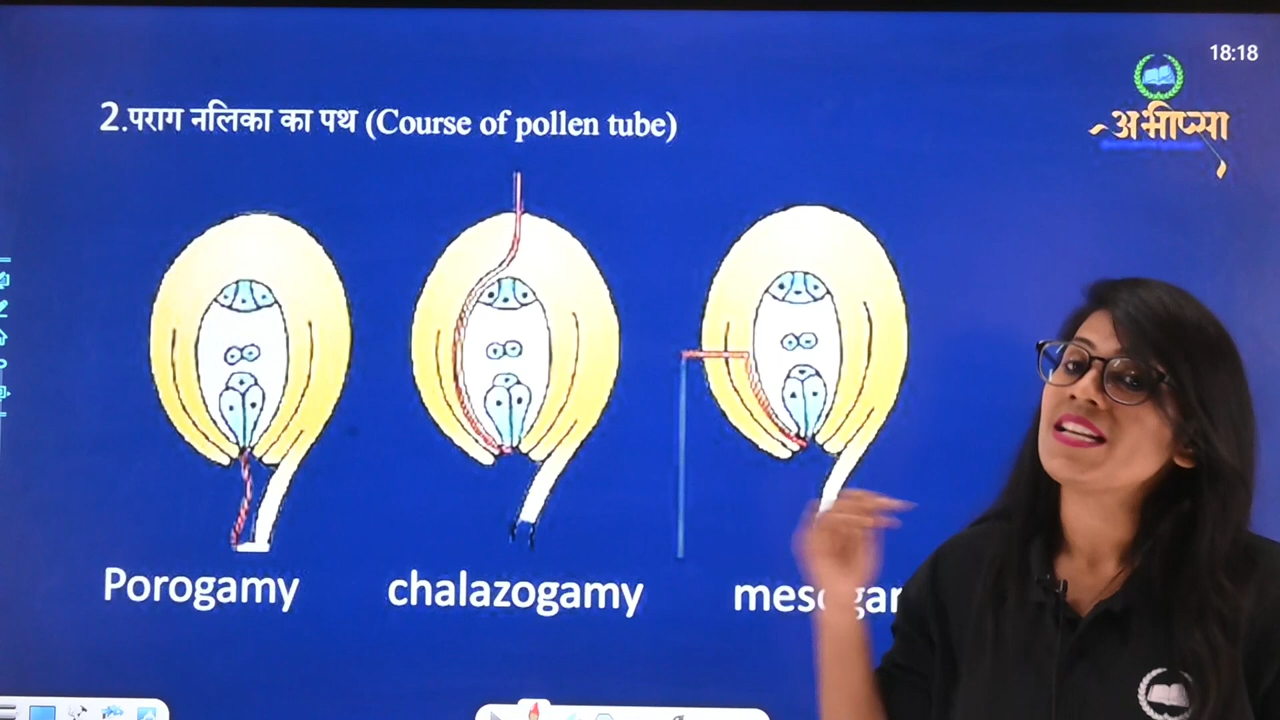 18:18
अभीप्सा
2.पराग नलिका का पथ (Course of pollen tube)
Porogamy
chalazogamy